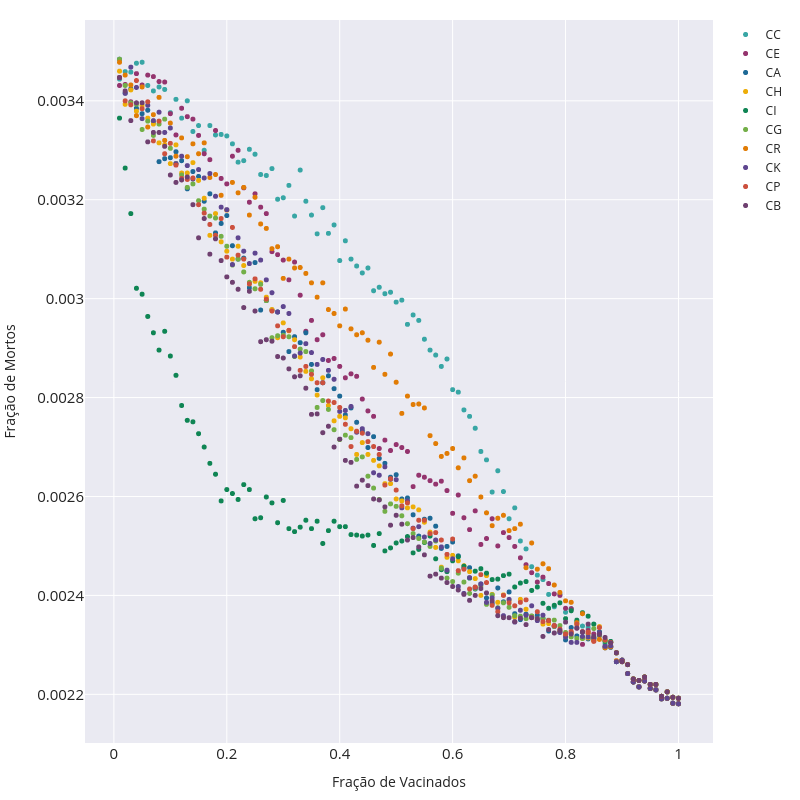 CC
CE
CA
CH
CI
CG
CR
CK
CP
CB
0.0034
0.0032
0.003
0.0028
0.0026
0.0024
0.0022
Fração de Mortos
0 0.2 0.4 0.6 0.8 1
Fração de Vacinados